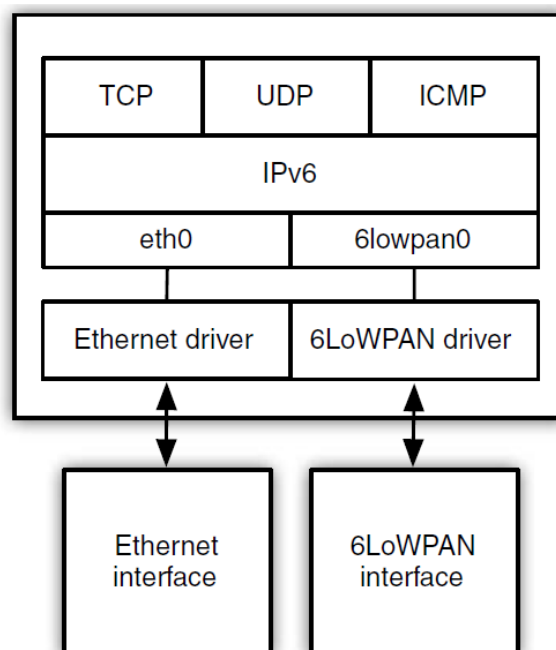 TCP UDP ICMP
IPv6
eth0 6lowpan0
Ethernet driver 6LoWPAN driver
Ethernet 6LoWPAN
interface interface